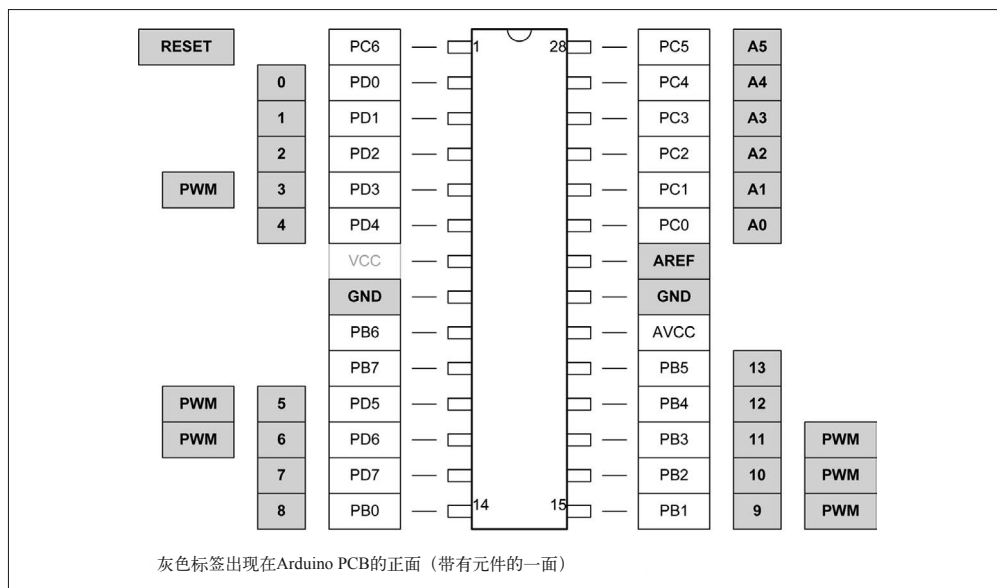 RESET PC6 1 28 PC5 A5
0 PD0 PC4 A4
1 PD1 PC3 A3
2 PD2 PC2 A2
PWM 3 PD3 PC1 A1
4 PD4 PC0 A0
VCC AREF
GND GND
PB6 AVCC
PB7 PB5 13
PWM 5 PD5 PB4 12
PWM 6 PD6 PB3 11 PWM
7 PD7 PB2 10 PWM
8 PB0 14 15 PB1 9 PWM
灰色标签出现在Arduino PCB的正面（带有元件的一面）